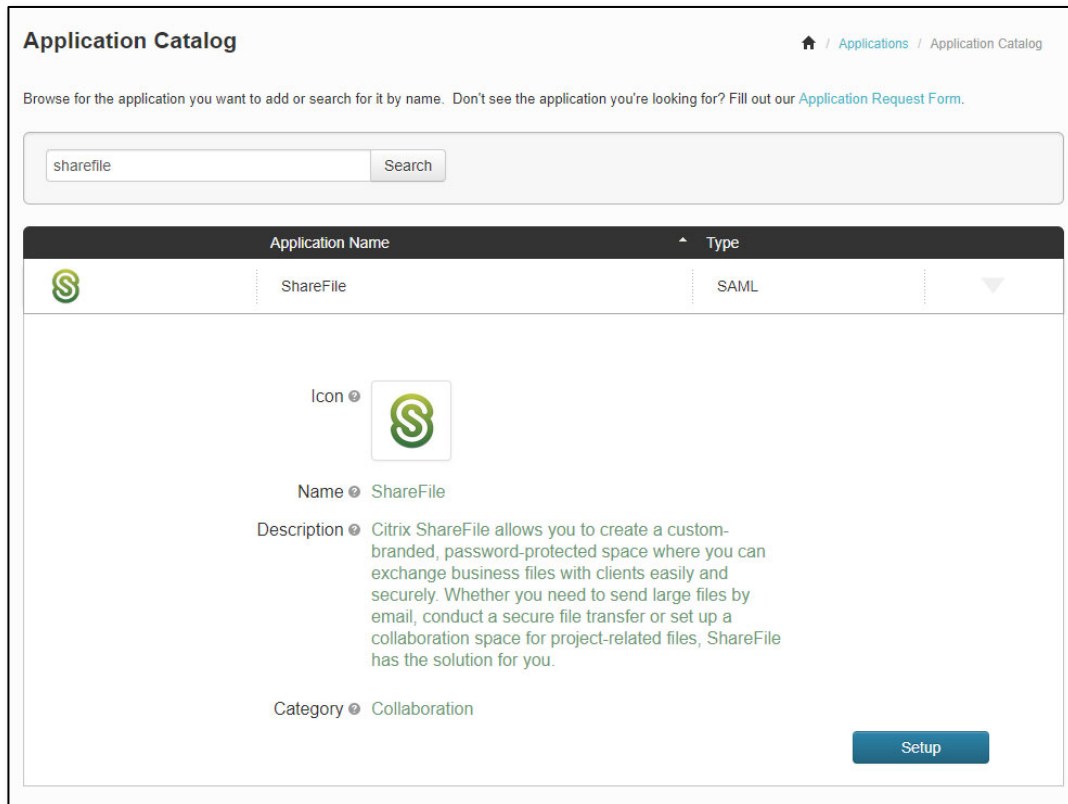 Application Catalog
/ Applications / Application Catalog
Browse for the application you want to add or search for it by name. Don't see the application you're looking for? Fill out our Application Request Form.
sharefile Search
Application Name Type
ShareFile SAML
Icon
Name ShareFile
Description Citrix ShareFile allows you to create a custom-
branded, password-protected space where you can
exchange business files with clients easily and
securely. Whether you need to send large files by
email, conduct a secure file transfer or set up a
collaboration space for project-related files, ShareFile
has the solution for you.
Category Collaboration
Setup